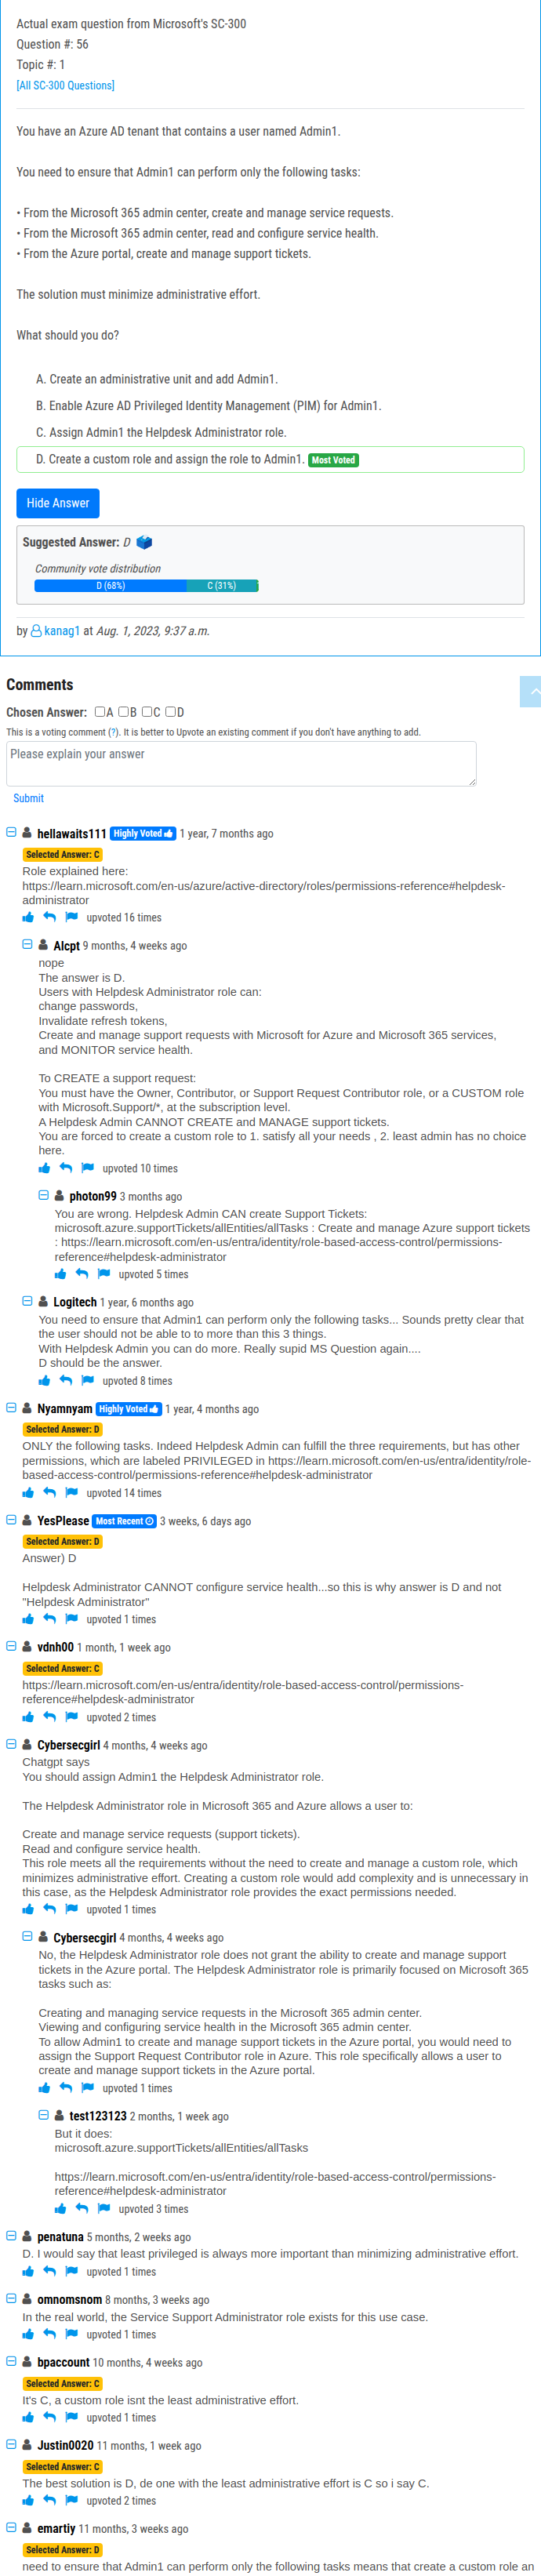 Actual exam question from Microsoft's SC-300
Question #: 56
Topic #: 1
[All SC-300 Questions]
You have an Azure AD tenant that contains a user named Admin1.
You need to ensure that Admin1 can perform only the following tasks:
• From the Microsoft 365 admin center, create and manage service requests.
• From the Microsoft 365 admin center, read and configure service health.
• From the Azure portal, create and manage support tickets.
The solution must minimize administrative effort.
What should you do?
A. Create an administrative unit and add Admin1.
B. Enable Azure AD Privileged Identity Management (PIM) for Admin1.
C. Assign Admin1 the Helpdesk Administrator role.
D. Create a custom role and assign the role to Admin1. Most Voted
Hide Answer
Suggested Answer: D
Community vote distribution
D (68%) C (31%)
by kanag1 at Aug. 1, 2023, 9:37 a.m.
Comments
Chosen Answer: A B C D
This is a voting comment (?). It is better to Upvote an existing comment if you don't have anything to add.
Please explain your answer
Submit
hellawaits111 Highly Voted 1 year, 7 months ago
Selected Answer: C
Role explained here:
https://learn.microsoft.com/en-us/azure/active-directory/roles/permissions-reference#helpdesk-
administrator
upvoted 16 times
Alcpt 9 months, 4 weeks ago
nope
The answer is D.
Users with Helpdesk Administrator role can:
change passwords,
Invalidate refresh tokens,
Create and manage support requests with Microsoft for Azure and Microsoft 365 services,
and MONITOR service health.
To CREATE a support request:
You must have the Owner, Contributor, or Support Request Contributor role, or a CUSTOM role
with Microsoft.Support/*, at the subscription level.
A Helpdesk Admin CANNOT CREATE and MANAGE support tickets.
You are forced to create a custom role to 1. satisfy all your needs , 2. least admin has no choice
here.
upvoted 10 times
photon99 3 months ago
You are wrong. Helpdesk Admin CAN create Support Tickets:
microsoft.azure.supportTickets/allEntities/allTasks : Create and manage Azure support tickets
: https://learn.microsoft.com/en-us/entra/identity/role-based-access-control/permissions-
reference#helpdesk-administrator
upvoted 5 times
Logitech 1 year, 6 months ago
You need to ensure that Admin1 can perform only the following tasks... Sounds pretty clear that
the user should not be able to to more than this 3 things.
With Helpdesk Admin you can do more. Really supid MS Question again....
D should be the answer.
upvoted 8 times
Nyamnyam Highly Voted 1 year, 4 months ago
Selected Answer: D
ONLY the following tasks. Indeed Helpdesk Admin can fulfill the three requirements, but has other
permissions, which are labeled PRIVILEGED in https://learn.microsoft.com/en-us/entra/identity/role-
based-access-control/permissions-reference#helpdesk-administrator
upvoted 14 times
YesPlease Most Recent 3 weeks, 6 days ago
Selected Answer: D
Answer) D
Helpdesk Administrator CANNOT configure service health...so this is why answer is D and not
"Helpdesk Administrator"
upvoted 1 times
vdnh00 1 month, 1 week ago
Selected Answer: C
https://learn.microsoft.com/en-us/entra/identity/role-based-access-control/permissions-
reference#helpdesk-administrator
upvoted 2 times
Cybersecgirl 4 months, 4 weeks ago
Chatgpt says
You should assign Admin1 the Helpdesk Administrator role.
The Helpdesk Administrator role in Microsoft 365 and Azure allows a user to:
Create and manage service requests (support tickets).
Read and configure service health.
This role meets all the requirements without the need to create and manage a custom role, which
minimizes administrative effort. Creating a custom role would add complexity and is unnecessary in
this case, as the Helpdesk Administrator role provides the exact permissions needed.
upvoted 1 times
Cybersecgirl 4 months, 4 weeks ago
No, the Helpdesk Administrator role does not grant the ability to create and manage support
tickets in the Azure portal. The Helpdesk Administrator role is primarily focused on Microsoft 365
tasks such as:
Creating and managing service requests in the Microsoft 365 admin center.
Viewing and configuring service health in the Microsoft 365 admin center.
To allow Admin1 to create and manage support tickets in the Azure portal, you would need to
assign the Support Request Contributor role in Azure. This role specifically allows a user to
create and manage support tickets in the Azure portal.
upvoted 1 times
test123123 2 months, 1 week ago
But it does:
microsoft.azure.supportTickets/allEntities/allTasks
https://learn.microsoft.com/en-us/entra/identity/role-based-access-control/permissions-
reference#helpdesk-administrator
upvoted 3 times
penatuna 5 months, 2 weeks ago
D. I would say that least privileged is always more important than minimizing administrative effort.
upvoted 1 times
omnomsnom 8 months, 3 weeks ago
In the real world, the Service Support Administrator role exists for this use case.
upvoted 1 times
bpaccount 10 months, 4 weeks ago
Selected Answer: C
It's C, a custom role isnt the least administrative effort.
upvoted 1 times
Justin0020 11 months, 1 week ago
Selected Answer: C
The best solution is D, de one with the least administrative effort is C so i say C.
upvoted 2 times
emartiy 11 months, 3 weeks ago
Selected Answer: D
need to ensure that Admin1 can perform only the following tasks means that create a custom role an